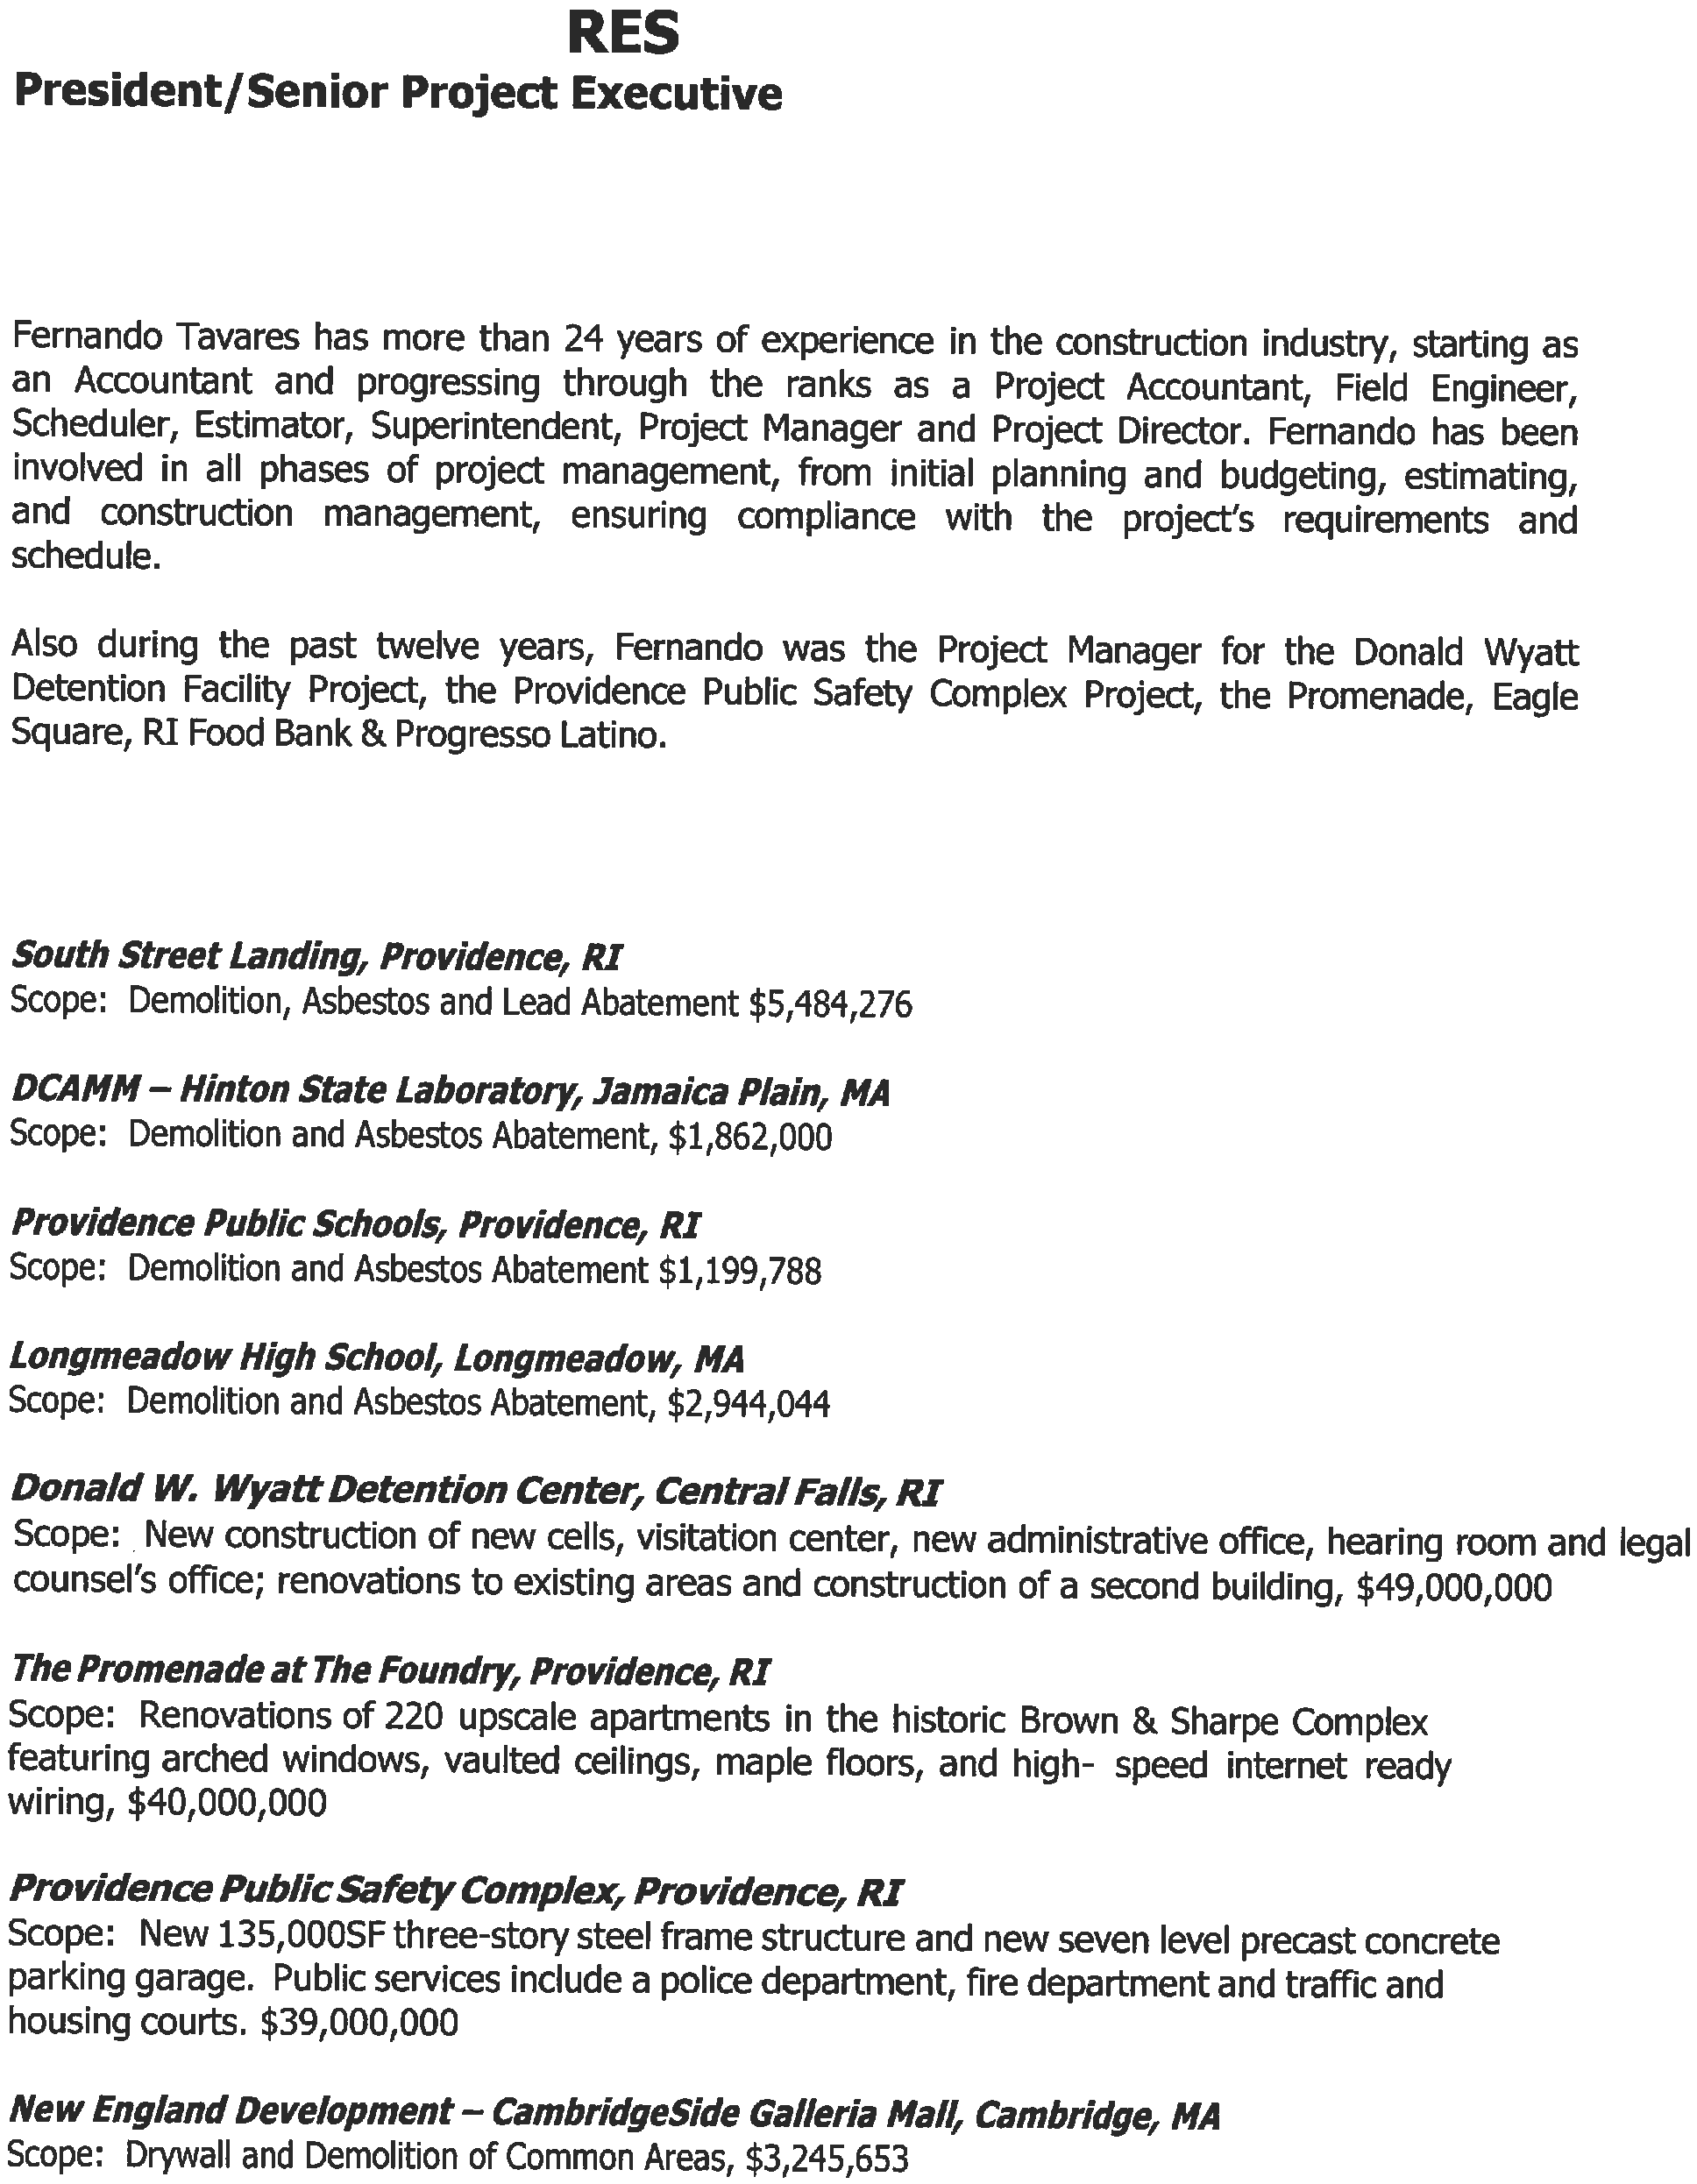 RES
President/Senior Project Executive
Fernando Tavares has more than 24 years of experience in the construction industry, starting as
an Accountant and progressing through the ranks as a Project Accountant, Field Engineer,
Scheduler, Estimator, Superintendent, Project Manager and Project Director. Fernando has been
involved in all phases of project management, from initial planning and budgeting, estimating,
and construction management, ensuring compliance with the project's requirements and
schedule.
Also during the past twelve years, Fernando was the Project Manager for the Donald Wyatt
Detention Facility Project, the Providence Public Safety Complex Project, the Promenade, Eagle
Square, RI Food Bank & Progresso Latino.
South Street Landing, Providence, RI
Scope: Demolition, Asbestos and Lead Abatement $5,484,276
DCAMM – Hinton State Laboratory, Jamaica Plain, MA
Scope: Demolition and Asbestos Abatement, $1,862,000
Providence Public Schools, Providence, RI
Scope: Demolition and Asbestos Abatement $1,199,788
Longmeadow High School, Longmeadow, MA
Scope: Demolition and Asbestos Abatement, $2,944,044
Donald W. Wyatt Detention Center, Central Falls, RI
Scope: New construction of new cells, visitation center, new administrative office, hearing room and legal
counsel's office; renovations to existing areas and construction of a second building, $49,000,000
The Promenade at The Foundry, Providence, RI
Scope: Renovations of 220 upscale apartments in the historic Brown & Sharpe Complex
featuring arched windows, vaulted ceilings, maple floors, and high- speed internet ready
wiring, $40,000,000
Providence Public Safety Complex, Providence, RI
Scope: New 135,000SF three-story steel frame structure and new seven level precast concrete
parking garage. Public services include a police department, fire department and traffic and
housing courts. $39,000,000
New England Development – CambridgeSide Galleria Mall, Cambridge, MA
Scope: Drywall and Demolition of Common Areas, $3,245,653